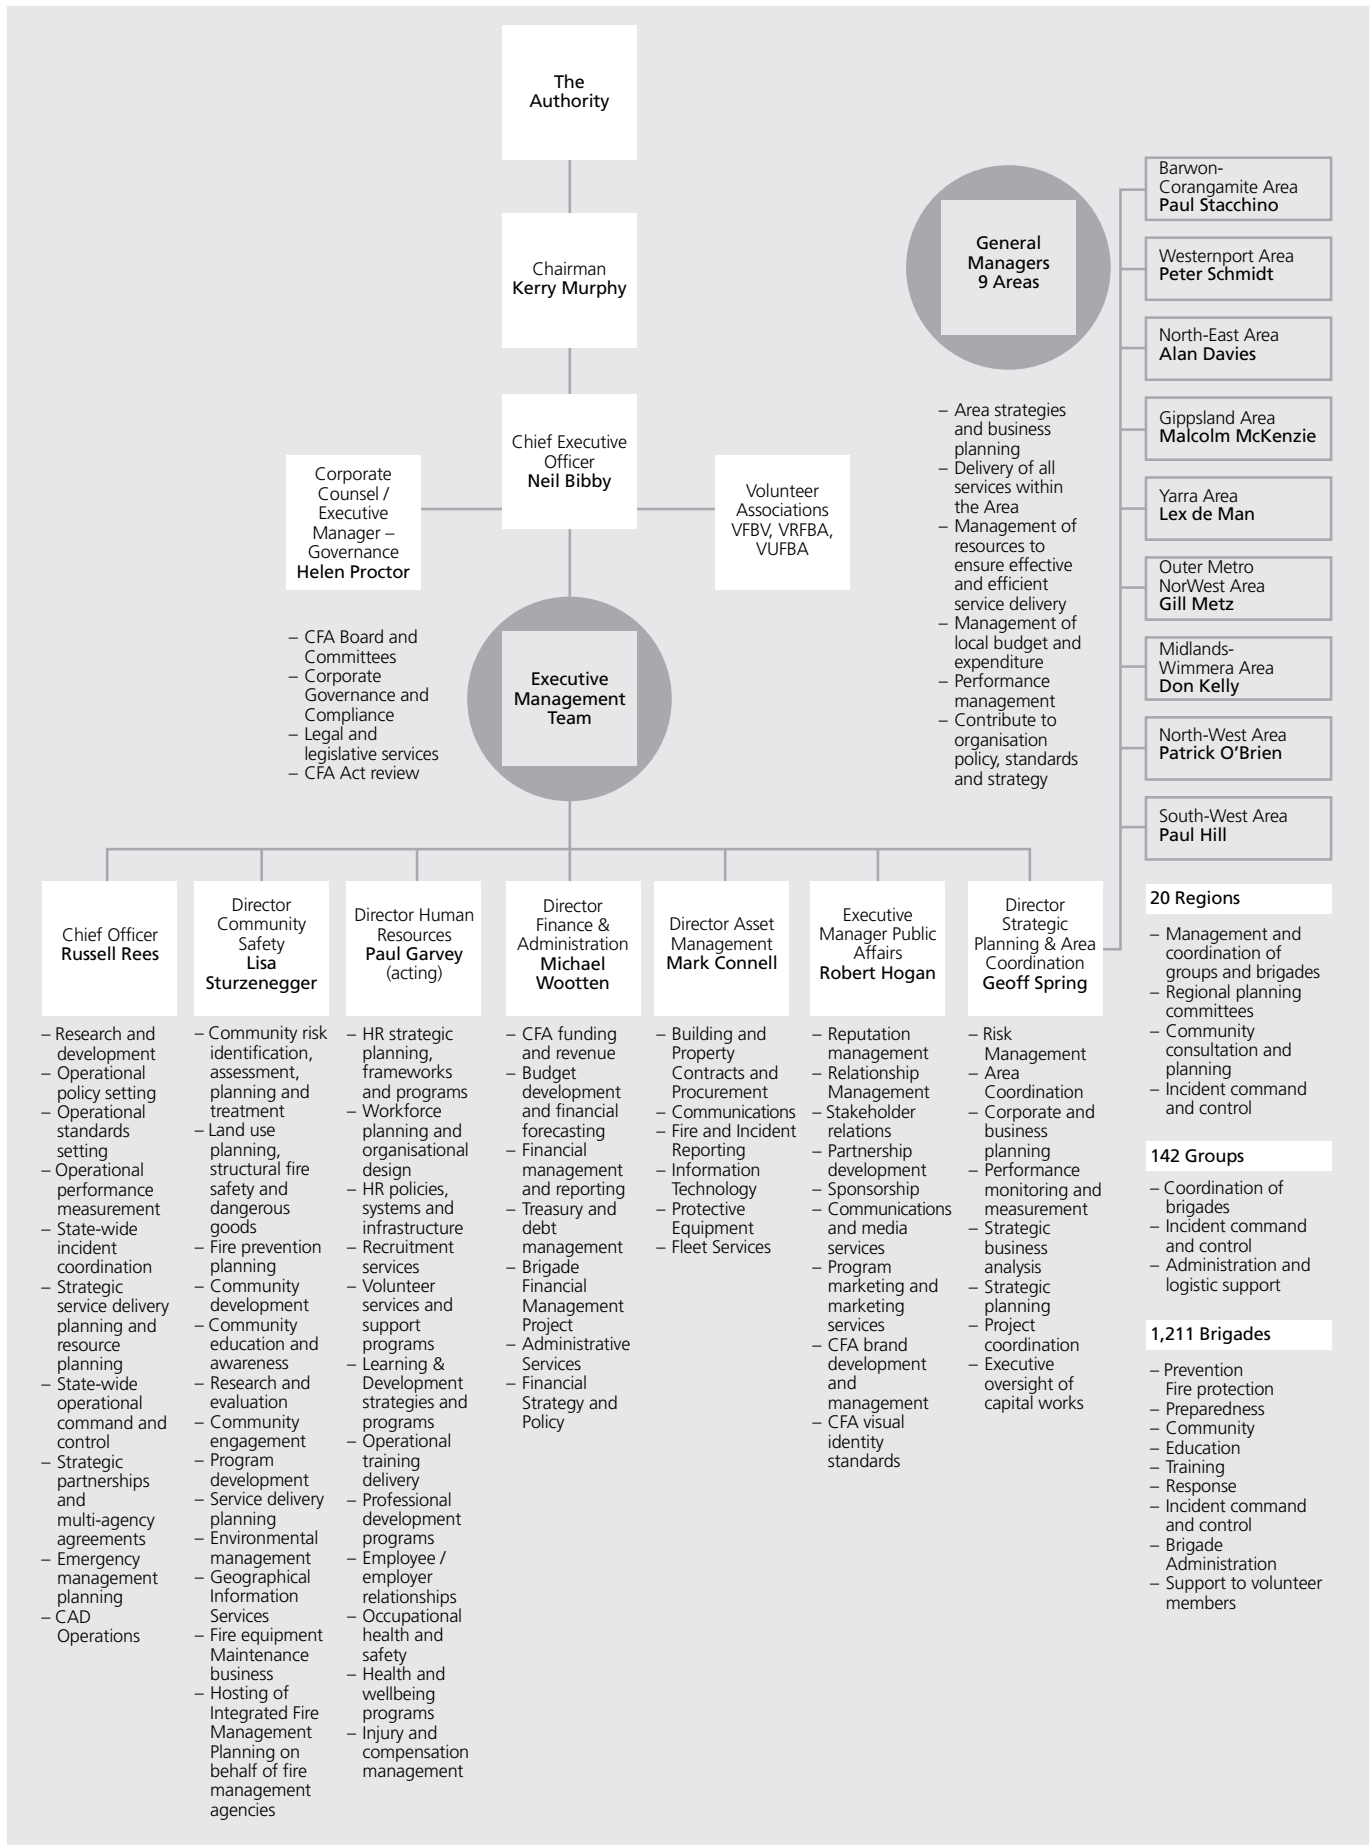 The
Authority
Chairman
Kerry Murphy
Chief Executive
Officer
Neil Bibby
Corporate
Counsel /
Executive
Manager –
Governance
Helen Proctor
– CFA Board and
Committees
– Corporate
Governance and
Compliance
– Legal and
legislative services
– CFA Act review
Volunteer
Associations
VFBV, VRFBA,
VUFBA
Executive
Management
Team
General
Managers
9 Areas
– Area strategies
and business
planning
– Delivery of all
services within
the Area
– Management of
resources to
ensure effective
and efficient
service delivery
– Management of
local budget and
expenditure
– Performance
management
– Contribute to
organisation
policy, standards
and strategy
Barwon-
Corangamite Area
Paul Stacchino
Westernport Area
Peter Schmidt
North-East Area
Alan Davies
Gippsland Area
Malcolm McKenzie
Yarra Area
Lex de Man
Outer Metro
NorWest Area
Gill Metz
Midlands-
Wimmera Area
Don Kelly
North-West Area
Patrick O’Brien
South-West Area
Paul Hill
Chief Officer
Russell Rees
– Research and
development
– Operational
policy setting
– Operational
standards
setting
– Operational
performance
measurement
– State-wide
incident
coordination
– Strategic
service delivery
planning and
resource
planning
– State-wide
operational
command and
control
– Strategic
partnerships
and
multi-agency
agreements
– Emergency
management
planning
– CAD
Operations
Director
Community
Safety
Lisa
Sturzenegger
– Community risk
identification,
assessment,
planning and
treatment
– Land use
planning,
structural fire
safety and
dangerous
goods
– Fire prevention
planning
– Community
development
– Community
education and
awareness
– Research and
evaluation
– Community
engagement
– Program
development
– Service delivery
planning
– Environmental
management
– Geographical
Information
Services
– Fire equipment
Maintenance
business
– Hosting of
Integrated Fire
Management
Planning on
behalf of fire
management
agencies
Director Human
Resources
Paul Garvey
(acting)
– HR strategic
planning,
frameworks
and programs
– Workforce
planning and
organisational
design
– HR policies,
systems and
infrastructure
– Recruitment
services
– Volunteer
services and
support
programs
– Learning &
Development
strategies and
programs
– Operational
training
delivery
– Professional
development
programs
– Employee /
employer
relationships
– Occupational
health and
safety
– Health and
wellbeing
programs
– Injury and
compensation
management
Director
Finance &
Administration
Michael
Wootten
– CFA funding
and revenue
– Budget
development
and financial
forecasting
– Financial
management
and reporting
– Treasury and
debt
management
– Brigade
Financial
Management
Project
– Administrative
Services
– Financial
Strategy and
Policy
Director Asset
Management
Mark Connell
– Building and
Property
Contracts and
Procurement
– Communications
– Fire and Incident
Reporting
– Information
Technology
– Protective
Equipment
– Fleet Services
Executive
Manager Public
Affairs
Robert Hogan
– Reputation
management
– Relationship
Management
– Stakeholder
relations
– Partnership
development
– Sponsorship
– Communications
and media
services
– Program
marketing and
marketing
services
– CFA brand
development
and
management
– CFA visual
identity
standards
Director
Strategic
Planning & Area
Coordination
Geoff Spring
– Risk
Management
– Area
Coordination
– Corporate and
business
planning
– Performance
monitoring and
measurement
– Strategic
business
analysis
– Strategic
planning
– Project
coordination
– Executive
oversight of
capital works
20 Regions
– Management and
coordination of
groups and brigades
– Regional planning
committees
– Community
consultation and
planning
– Incident command
and control
142 Groups
– Coordination of
brigades
– Incident command
and control
– Administration and
logistic support
1,211 Brigades
– Prevention
Fire protection
– Preparedness
– Community
– Education
– Training
– Response
– Incident command
and control
– Brigade
Administration
– Support to volunteer
members